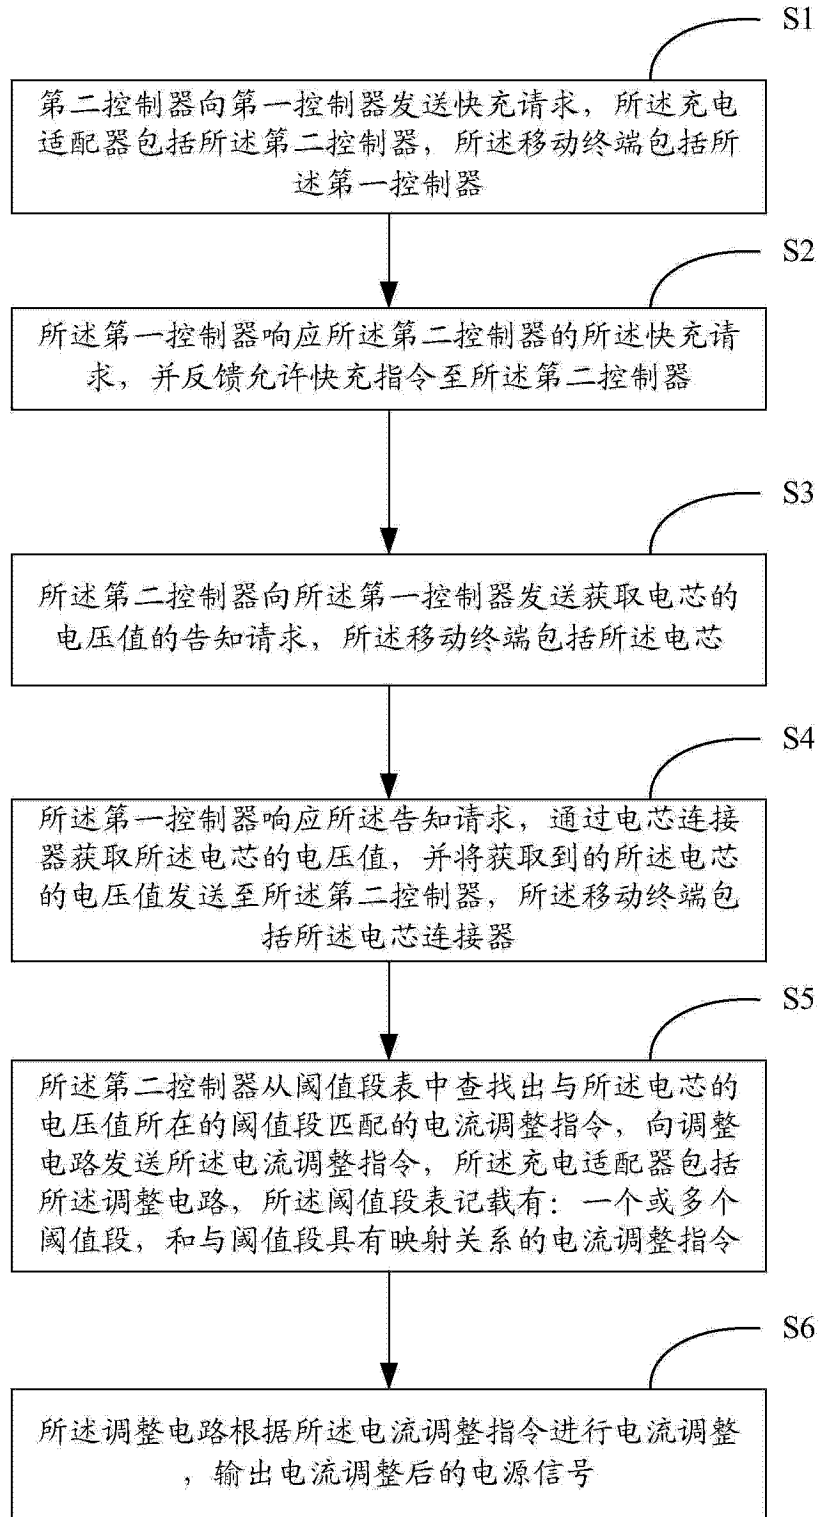 S1
第二控制器向第一控制器发送快充请求，所述充电
适配器包括所述第二控制器，所述移动终端包括所
述第一控制器
S2
所述第一控制器响应所述第二控制器的所述快充请
求，并反馈允许快充指令至所述第二控制器
S3
所述第二控制器向所述第一控制器发送获取电芯的
电压值的告知请求，所述移动终端包括所述电芯
S4
所述第一控制器响应所述告知请求，通过电芯连接
器获取所述电芯的电压值，并将获取到的所述电芯
的电压值发送至所述第二控制器，所述移动终端包
括所述电芯连接器
S5
所述第二控制器从阈值段表中查找出与所述电芯的
电压值所在的阈值段匹配的电流调整指令，向调整
电路发送所述电流调整指令，所述充电适配器包括
所述调整电路，所述阈值段表记载有：一个或多个
阈值段，和与阈值段具有映射关系的电流调整指令
S6
所述调整电路根据所述电流调整指令进行电流调整
，输出电流调整后的电源信号